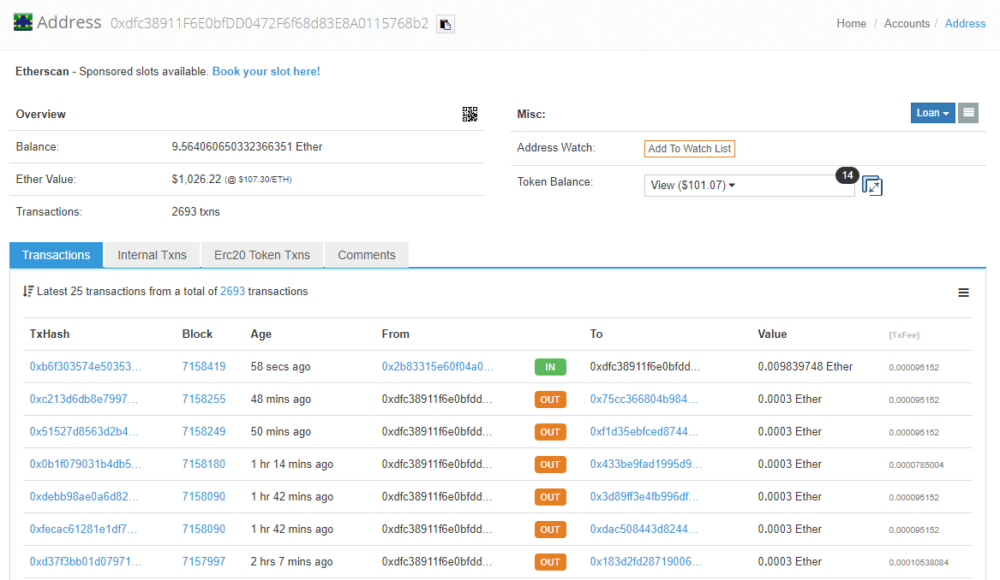 Address 0xdfc38911F6E0bfDD0472F6f68d83E8A0115768b2
Home / Accounts / Address
Etherscan - Sponsored slots available. Book your slot here!
Overview
Balance: 9.564060650332366351 Ether
Ether Value: $1,026.22 (@ $107.30/ETH)
Transactions: 2693 txns
Misc: Loan
Address Watch: Add To Watch List
Token Balance: View ($101.07) 14
Transactions Internal Txns Erc20 Token Txns Comments
Latest 25 transactions from a total of 2693 transactions
TxHash Block Age From To Value [TxFee]
0xb6f303574e50353... 7158419 58 secs ago 0x2b83315e60f04a0... IN 0xdfc38911f6e0bfdd... 0.009839748 Ether 0.000095152
0xc213d6db8e7997... 7158255 48 mins ago 0xdfc38911f6e0bfdd... OUT 0x75cc366804b984... 0.0003 Ether 0.000095152
0x51527d8563d2b4... 7158249 50 mins ago 0xdfc38911f6e0bfdd... OUT 0xf1d35ebfced8744... 0.0003 Ether 0.000095152
0x0b1f079031b4db5... 7158180 1 hr 14 mins ago 0xdfc38911f6e0bfdd... OUT 0x433be9fad1995d9... 0.0003 Ether 0.0000785004
0xdebb98ae0a6d82... 7158090 1 hr 42 mins ago 0xdfc38911f6e0bfdd... OUT 0x3d89ff3e4fb996df... 0.0003 Ether 0.000095152
0xfecac61281e1df7... 7158090 1 hr 42 mins ago 0xdfc38911f6e0bfdd... OUT 0xdac508443d8244... 0.0003 Ether 0.000095152
0xd37f3bb01d07971... 7157997 2 hrs 7 mins ago 0xdfc38911f6e0bfdd... OUT 0x183d2fd28719006... 0.0003 Ether 0.00010538084